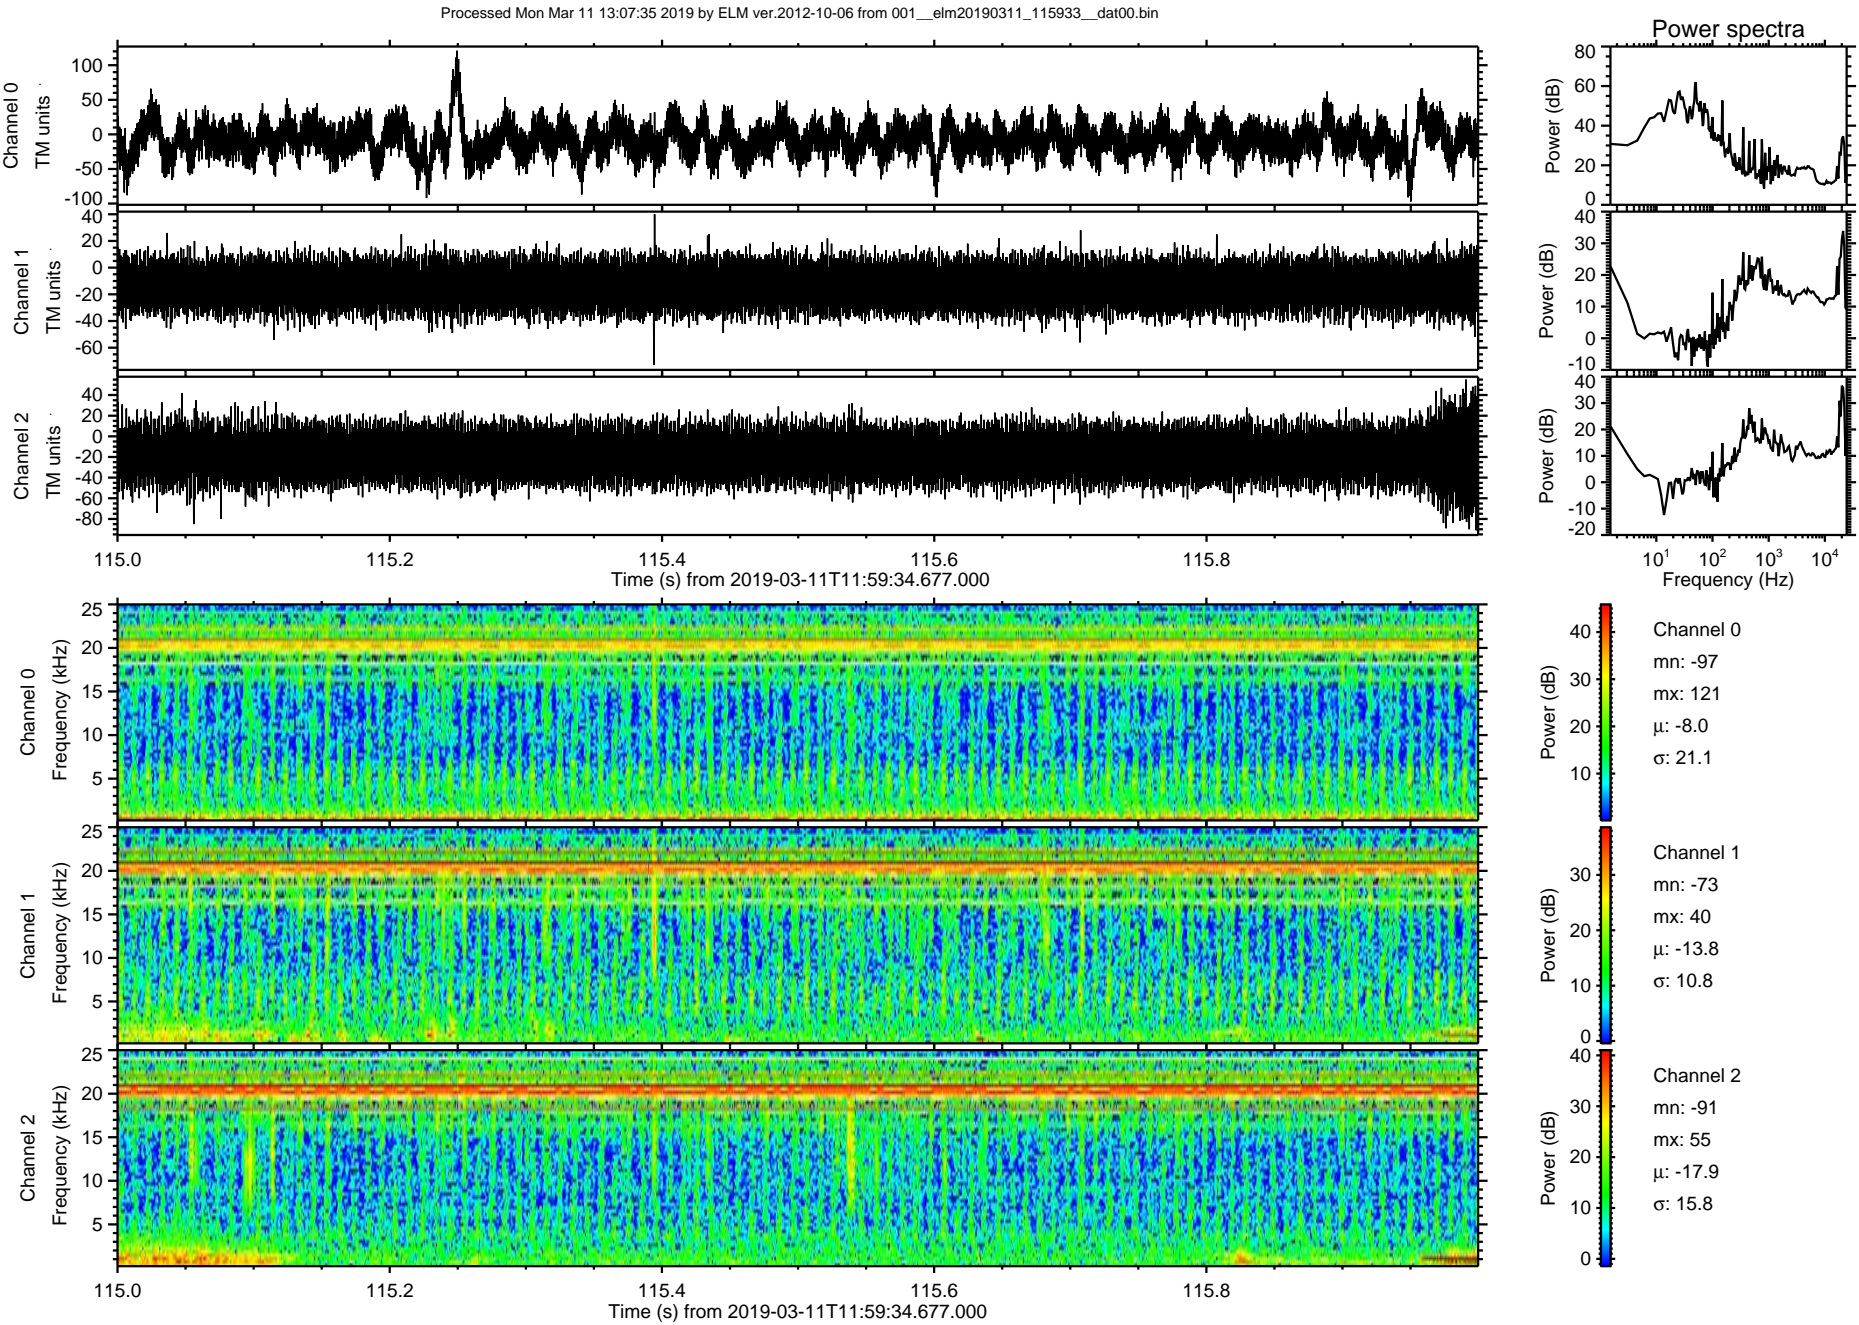 Processed Mon Mar 11 13:07:35 2019 by ELM ver.2012-10-06 from 001__elm20190311_115933__dat00.bin
Power spectra
Channel 0
TM units
100
50
0
-50
-100
Power (dB)
80
60
40
20
0
Channel 1
TM units
40
20
0
-20
-40
-60
Power (dB)
40
30
20
10
0
-10
Channel 2
TM units
40
20
0
-20
-40
-60
-80
Power (dB)
40
30
20
10
0
-10
-20
115.0 115.2 115.4 115.6 115.8
Time (s) from 2019-03-11T11:59:34.677.000
10^1 10^2 10^3 10^4
Frequency (Hz)
Channel 0
Frequency (kHz)
25
20
15
10
5
Power (dB)
40
30
20
10
Channel 0
mn: -97
mx: 121
μ: -8.0
σ: 21.1
Channel 1
Frequency (kHz)
25
20
15
10
5
Power (dB)
30
20
10
0
Channel 1
mn: -73
mx: 40
μ: -13.8
σ: 10.8
Channel 2
Frequency (kHz)
25
20
15
10
5
Power (dB)
40
30
20
10
0
Channel 2
mn: -91
mx: 55
μ: -17.9
σ: 15.8
115.0 115.2 115.4 115.6 115.8
Time (s) from 2019-03-11T11:59:34.677.000